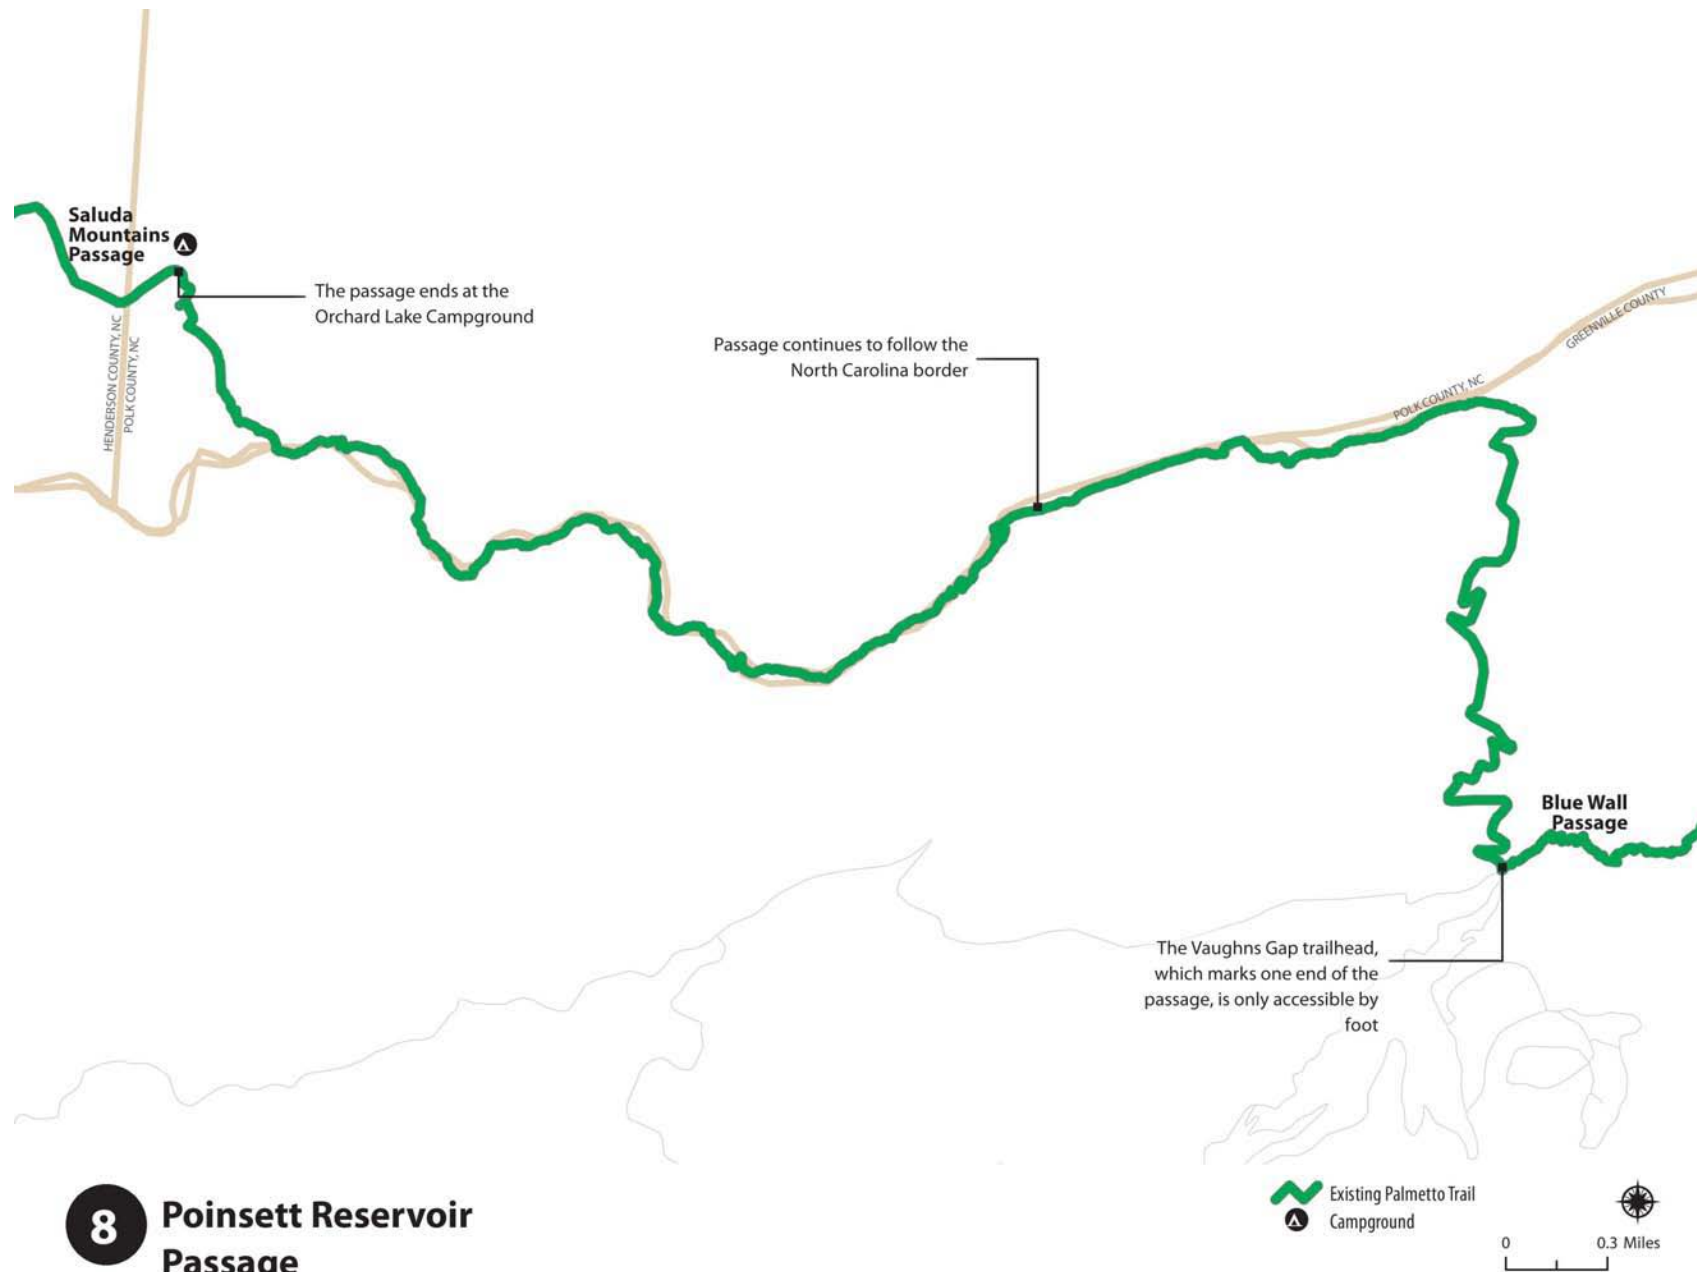 Saluda
Mountains
Passage
The passage ends at the
Orchard Lake Campground
HENDERSON COUNTY, NC
POLK COUNTY, NC
Passage continues to follow the
North Carolina border
GREENVILLE COUNTY
POLK COUNTY, NC
Blue Wall
Passage
The Vaughns Gap trailhead,
which marks one end of the
passage, is only accessible by
foot
8
Poinsett Reservoir
Passage
Existing Palmetto Trail
Campground
0 0.3 Miles